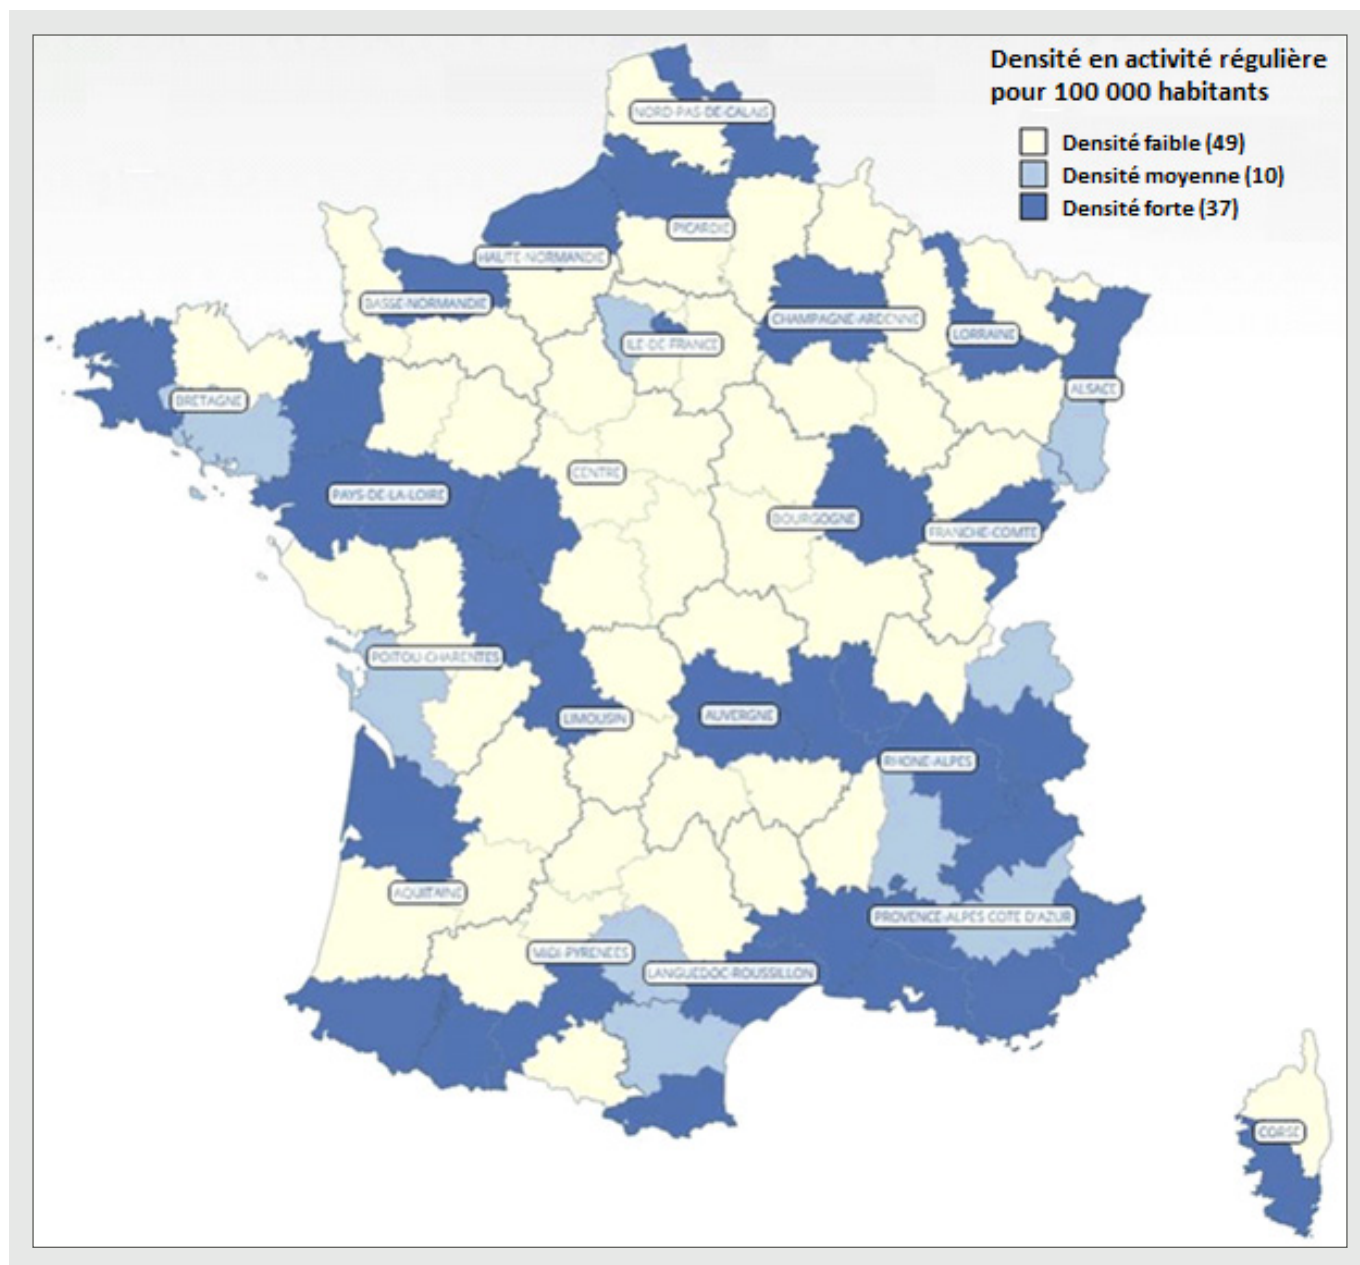 Densité en activité régulière
pour 100 000 habitants
Densité faible (49)
Densité moyenne (10)
Densité forte (37)
NORD-PAS-DE-CALAIS
PICARDIE
HAUTE-NORMANDIE
BASSE-NORMANDIE
CHAMPAGNE-ARDENNE
LORRAINE
ILE-DE-FRANCE
ALSACE
BRETAGNE
CENTRE
PAYS-DE-LA-LOIRE
BOURGOGNE
FRANCHE-COMTE
POITOU-CHARENTES
LIMOUSIN
AUVERGNE
RHONE-ALPES
AQUITAINE
PROVENCE-ALPES COTE D'AZUR
MIDI-PYRENEES
LANGUEDOC-ROUSSILLON
CORSE